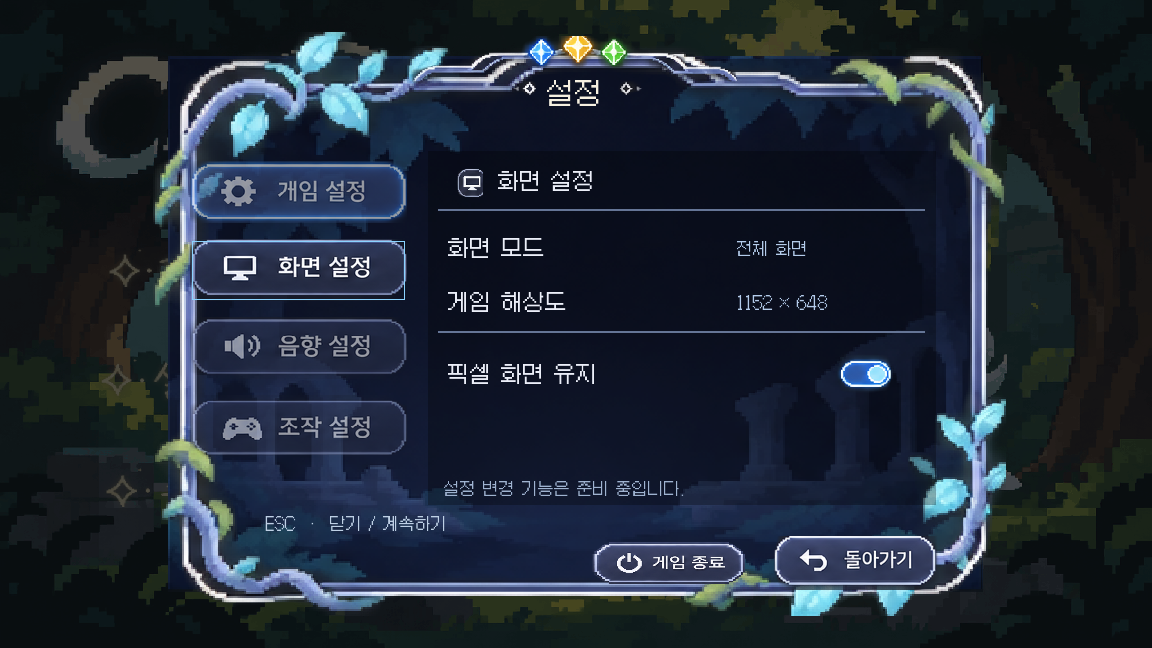 설정
게임 설정
화면 설정
음향 설정
조작 설정
화면 설정
화면 모드 전체 화면
게임 해상도 1152 × 648
픽셀 화면 유지
설정 변경 기능은 준비 중입니다.
ESC · 닫기 / 계속하기
게임 종료
돌아가기